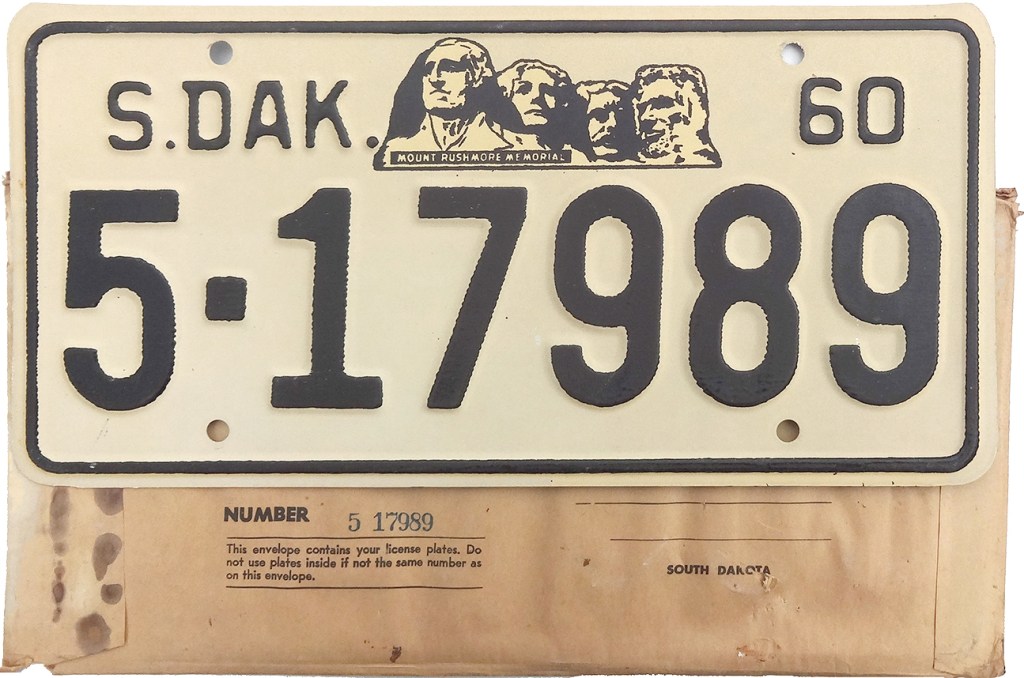 S.DAK. 60
MOUNT RUSHMORE MEMORIAL
5·17989
NUMBER 5 17989
This envelope contains your license plates. Do
not use plates inside if not the same number as
on this envelope.
SOUTH DAKOTA